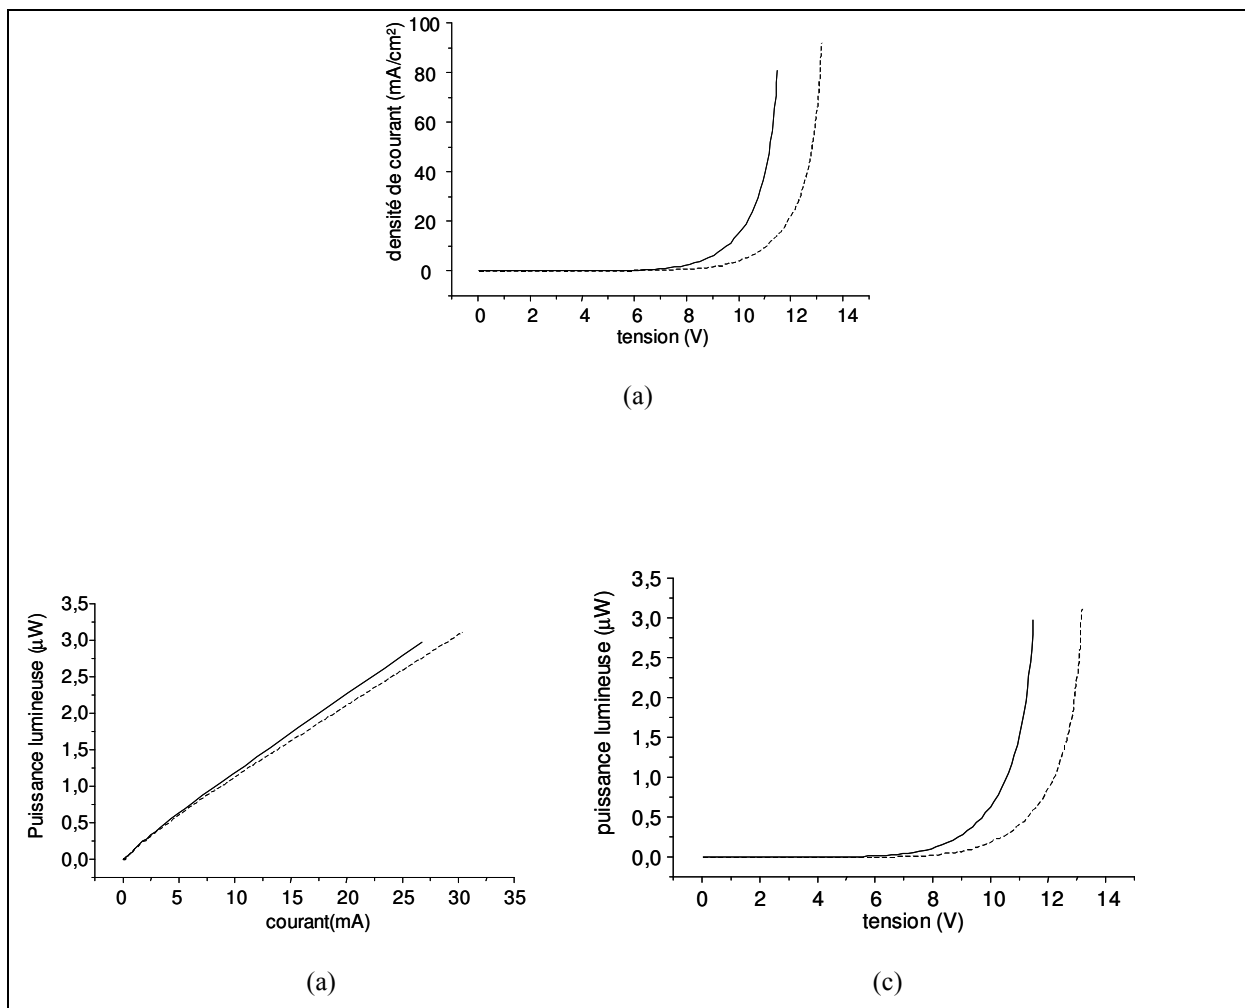 densité de courant (mA/cm²)
100
80
60
40
20
0
0 2 4 6 8 10 12 14
tension (V)
(a)
Puissance lumineuse (µW)
3,5
3,0
2,5
2,0
1,5
1,0
0,5
0,0
0 5 10 15 20 25 30 35
courant(mA)
(a)
puissance lumineuse (µW)
3,5
3,0
2,5
2,0
1,5
1,0
0,5
0,0
0 2 4 6 8 10 12 14
tension (V)
(c)